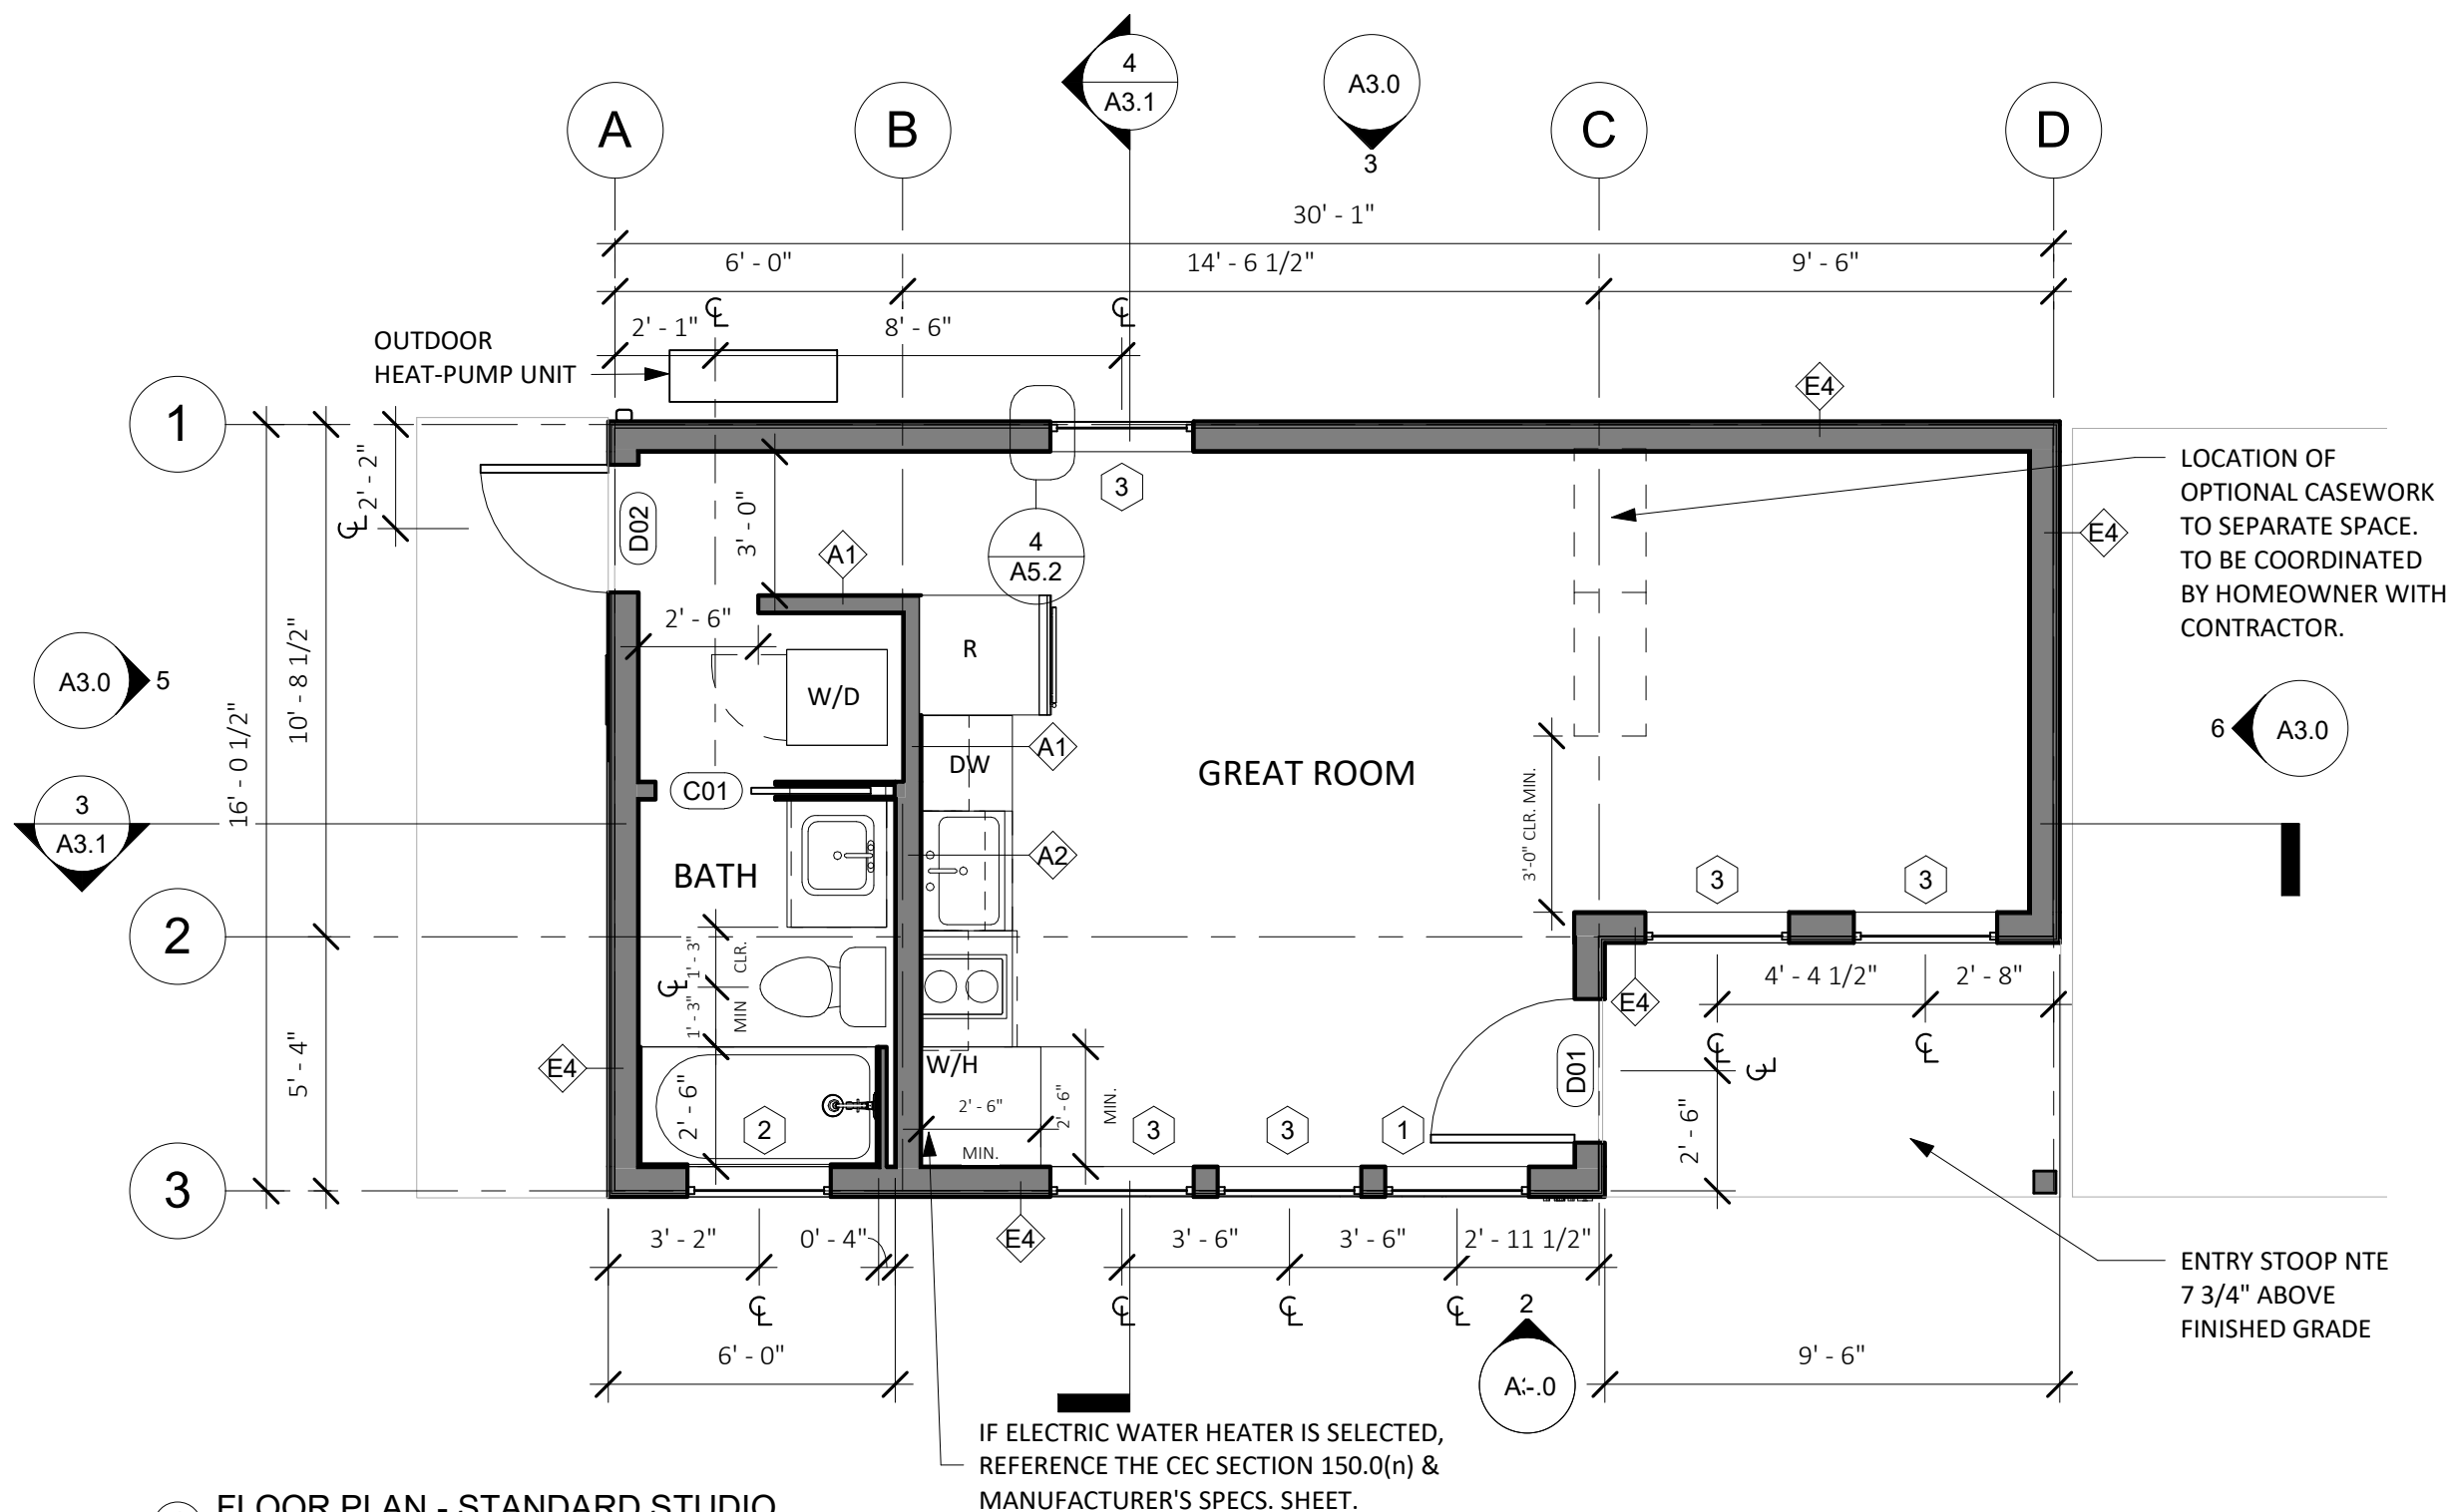 4
A3.1
A3.0
3
A
B
C
D
30' - 1"
6' - 0"
14' - 6 1/2"
9' - 6"
2' - 1"
8' - 6"
OUTDOOR
HEAT-PUMP UNIT
E4
1
2' - 2"
3
LOCATION OF
OPTIONAL CASEWORK
TO SEPARATE SPACE.
TO BE COORDINATED
BY HOMEOWNER WITH
CONTRACTOR.
D02
3' - 0"
A1
4
A5.2
E4
2' - 6"
R
W/D
10' - 8 1/2"
16' - 0 1/2"
A3.0
5
6
A3.0
A1
DW
GREAT ROOM
C01
3
A3.1
3'-0" CLR. MIN.
A2
BATH
3
3
2
1' - 3"
CLR.
1' - 3"
MIN
4' - 4 1/2"
2' - 8"
E4
5' - 4"
E4
W/H
D01
2' - 6"
2
2' - 6"
MIN.
2' - 6"
MIN.
3
3
1
2' - 6"
3
3' - 2"
0' - 4"
E4
3' - 6"
3' - 6"
2' - 11 1/2"
ENTRY STOOP NTE
7 3/4" ABOVE
FINISHED GRADE
2
6' - 0"
9' - 6"
IF ELECTRIC WATER HEATER IS SELECTED,
REFERENCE THE CEC SECTION 150.0(n) &
MANUFACTURER'S SPECS. SHEET.
FLOOR PLAN - STANDARD STUDIO